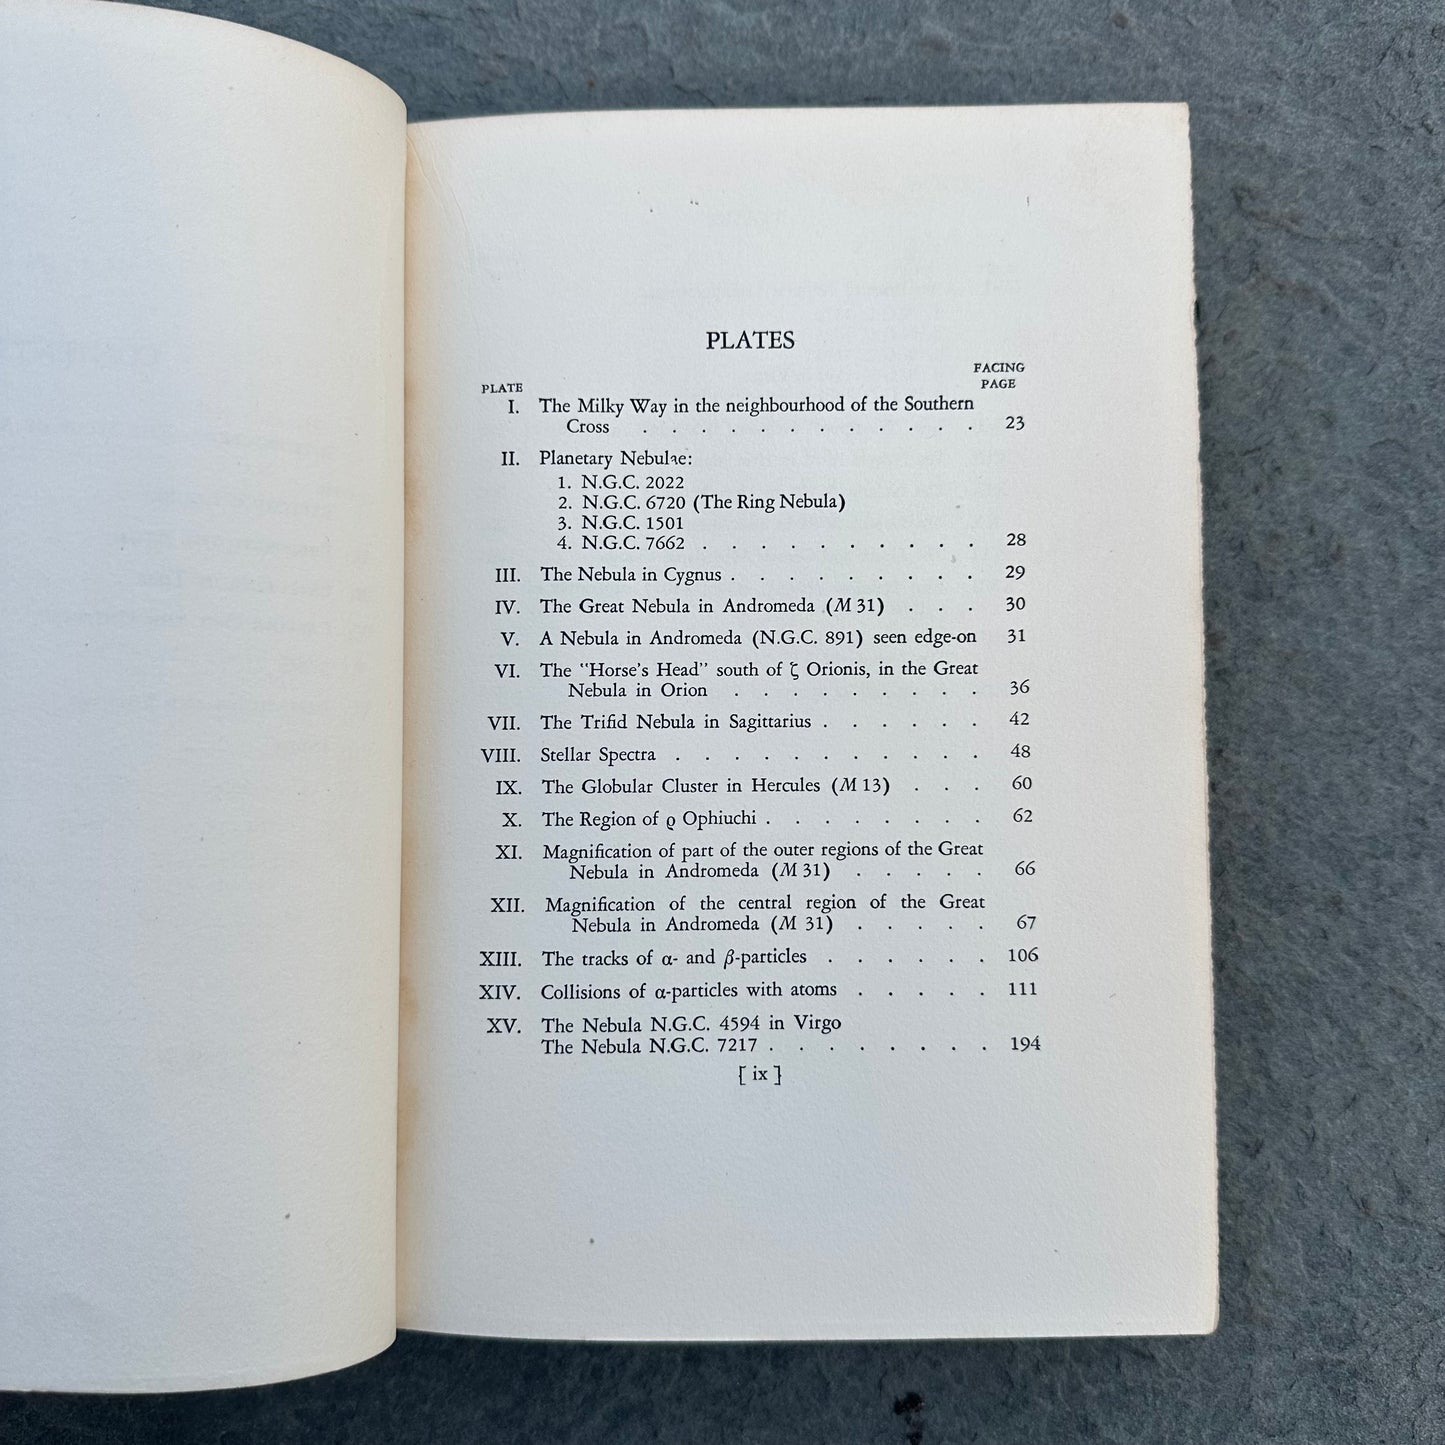 PLATES
PLATE FACING PAGE
I. The Milky Way in the neighbourhood of the Southern
Cross . . . . . . . . . . . . 23
II. Planetary Nebulae:
1. N.G.C. 2022
2. N.G.C. 6720 (The Ring Nebula)
3. N.G.C. 1501
4. N.G.C. 7662 . . . . . . . . . . 28
III. The Nebula in Cygnus . . . . . . . . . 29
IV. The Great Nebula in Andromeda (M 31) . . . 30
V. A Nebula in Andromeda (N.G.C. 891) seen edge-on 31
VI. The "Horse's Head" south of ζ Orionis, in the Great
Nebula in Orion . . . . . . . . . 36
VII. The Trifid Nebula in Sagittarius . . . . . . 42
VIII. Stellar Spectra . . . . . . . . . . . 48
IX. The Globular Cluster in Hercules (M 13) . . . 60
X. The Region of ϱ Ophiuchi . . . . . . . . 62
XI. Magnification of part of the outer regions of the Great
Nebula in Andromeda (M 31) . . . . . 66
XII. Magnification of the central region of the Great
Nebula in Andromeda (M 31) . . . . . 67
XIII. The tracks of α- and β-particles . . . . . . 106
XIV. Collisions of α-particles with atoms . . . . . 111
XV. The Nebula N.G.C. 4594 in Virgo
The Nebula N.G.C. 7217 . . . . . . . . 194
[ ix ]